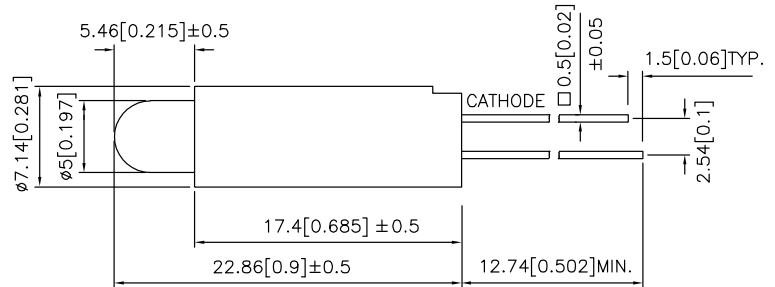 5.46[0.215]±0.5
□ 0.5[0.02]
±0.05
1.5[0.06]TYP.
CATHODE
ø7.14[0.281]
ø5[0.197]
2.54[0.1]
17.4[0.685] ±0.5
22.86[0.9]±0.5
12.74[0.502]MIN.